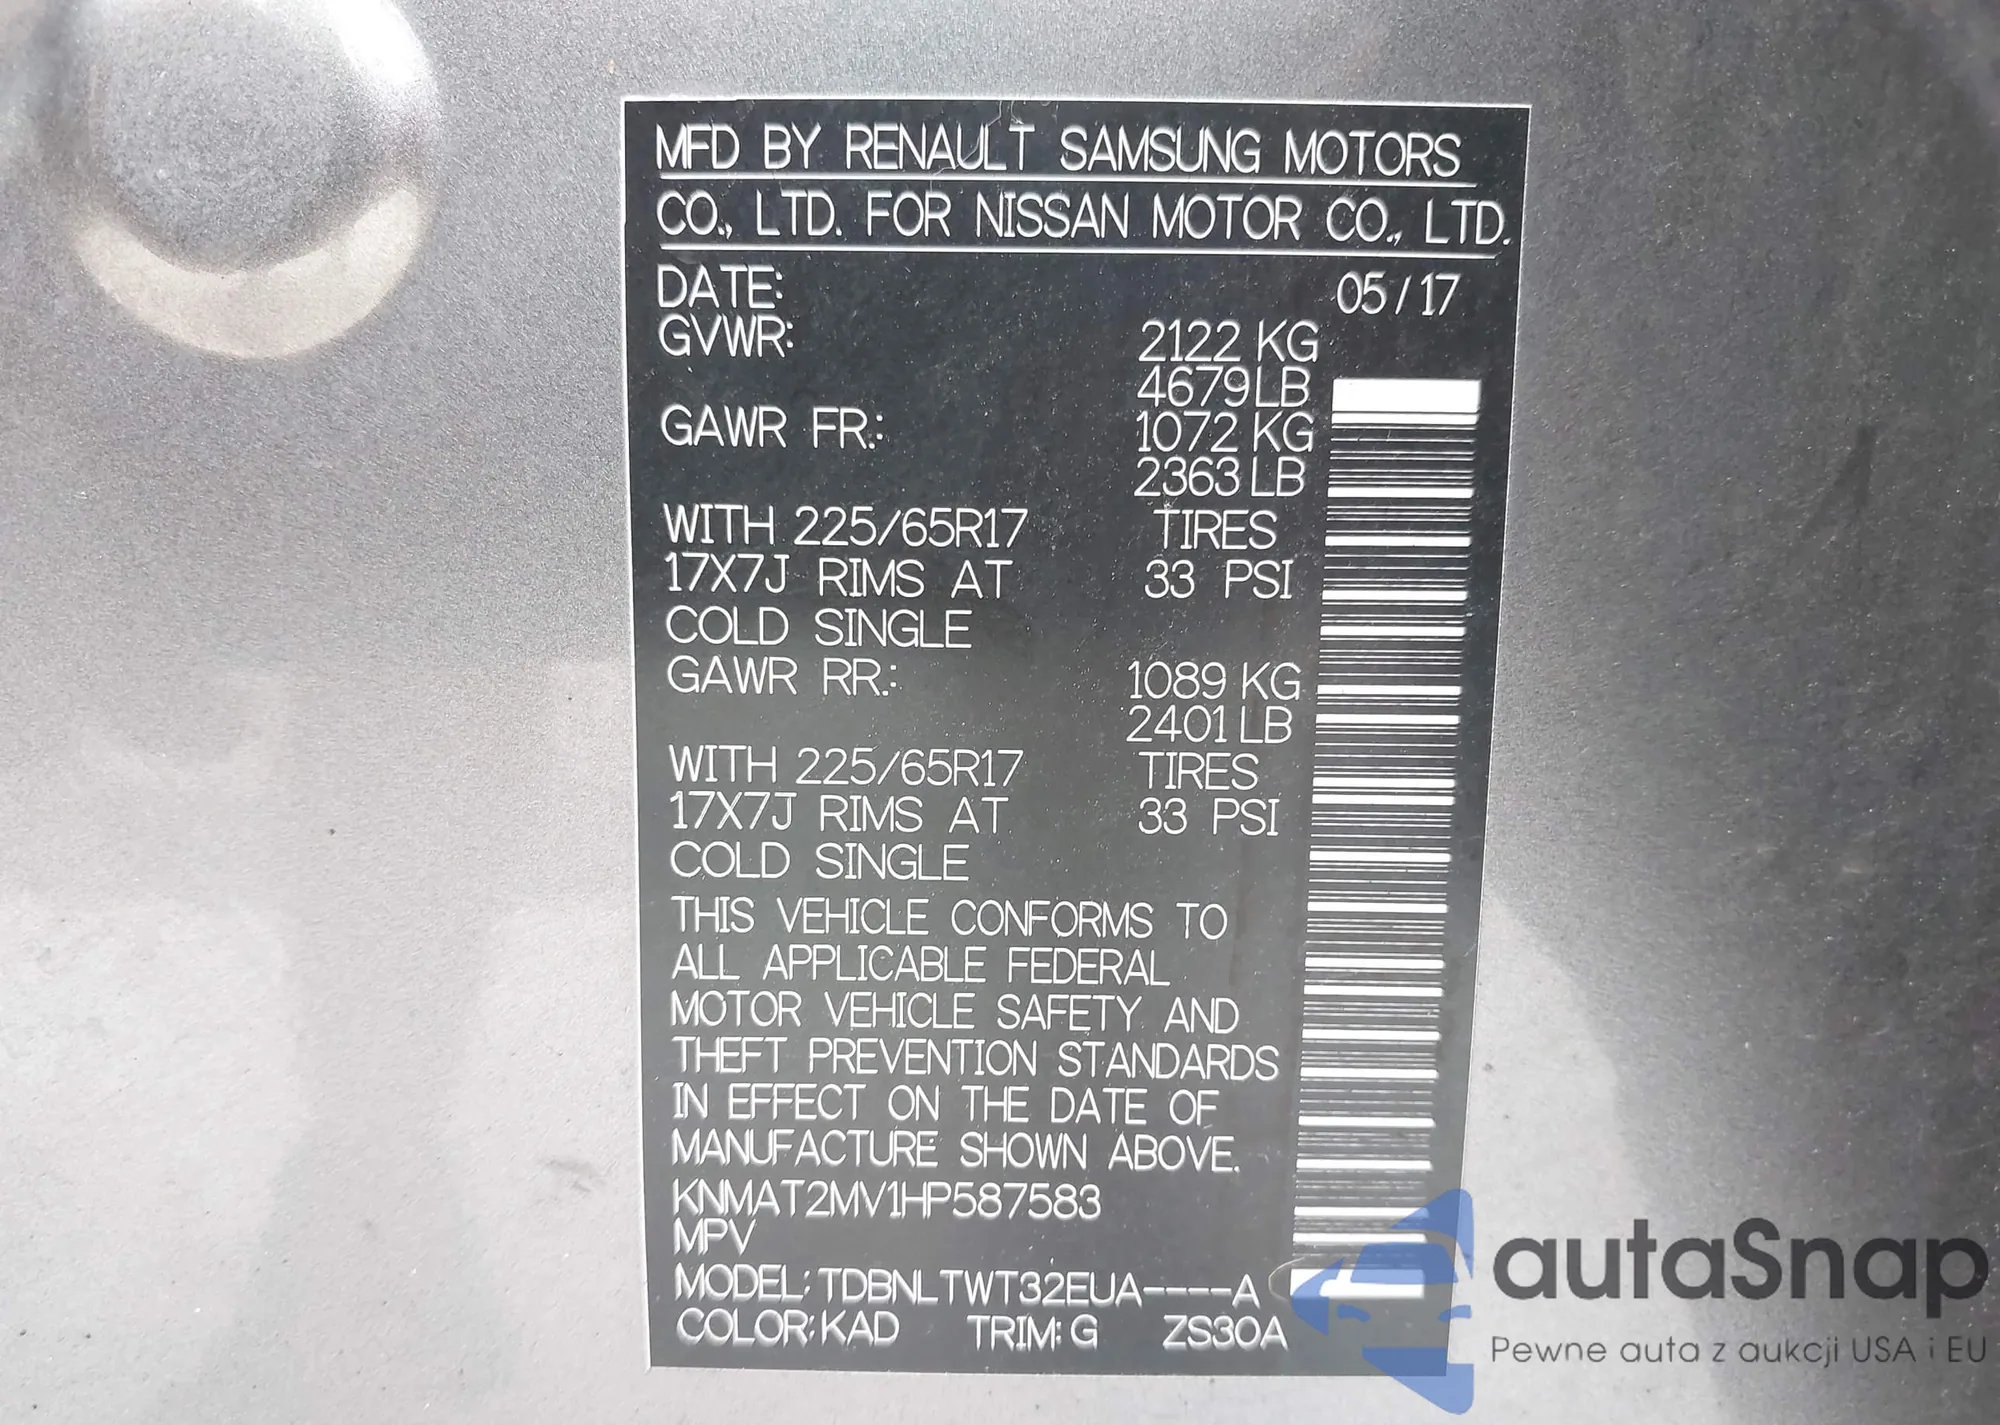 MFD BY RENAULT SAMSUNG MOTORS
CO., LTD. FOR NISSAN MOTOR CO., LTD.
DATE: 05/17
GVWR: 2122 KG
4679 LB
GAWR FR.: 1072 KG
2363 LB
WITH 225/65R17 TIRES
17X7J RIMS AT 33 PSI
COLD SINGLE
GAWR RR.: 1089 KG
2401 LB
WITH 225/65R17 TIRES
17X7J RIMS AT 33 PSI
COLD SINGLE
THIS VEHICLE CONFORMS TO
ALL APPLICABLE FEDERAL
MOTOR VEHICLE SAFETY AND
THEFT PREVENTION STANDARDS
IN EFFECT ON THE DATE OF
MANUFACTURE SHOWN ABOVE.
KNMAT2MV1HP587583
MPV
MODEL: TDBNLTWT32EUA----A
COLOR: KAD TRIM: G ZS30A
autaSnap
Pewne auta z aukcji USA i EU